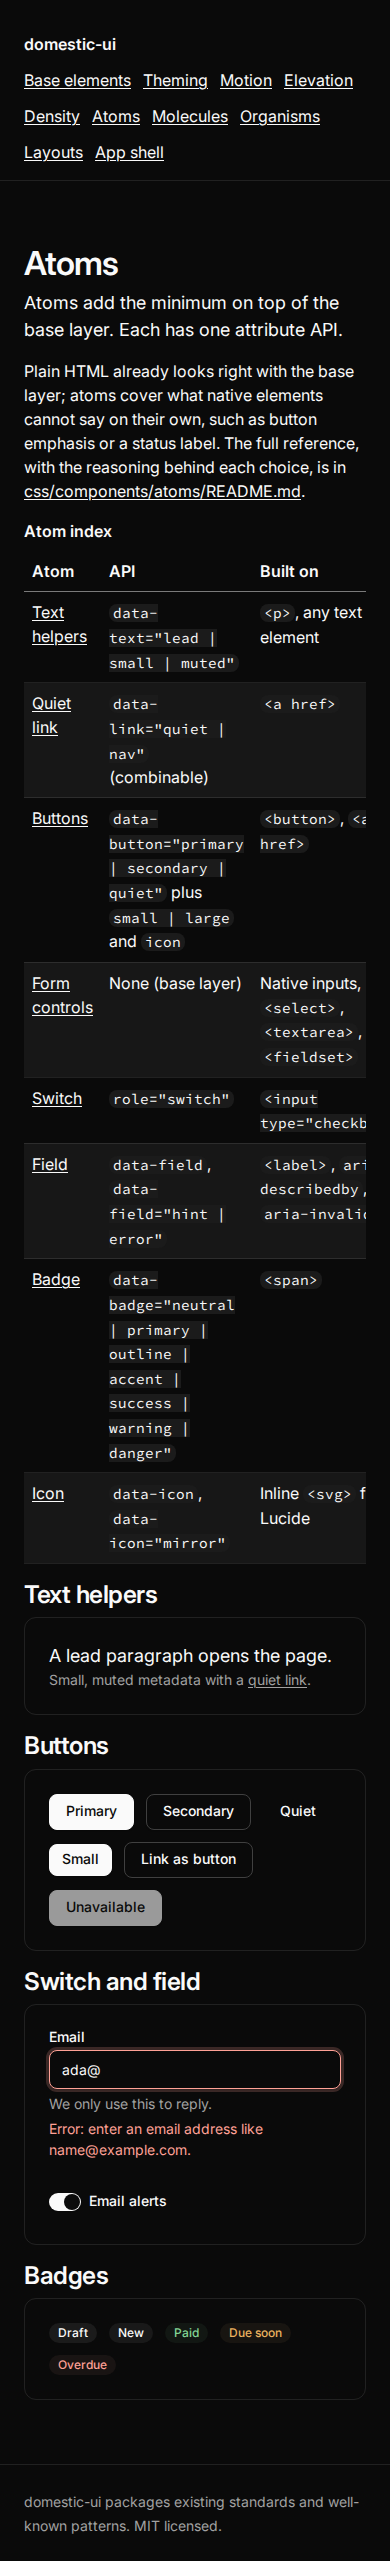 domestic-ui
Base elements Theming Motion Elevation
Density Atoms Molecules Organisms
Layouts App shell
Atoms
Atoms add the minimum on top of the
base layer. Each has one attribute API.
Plain HTML already looks right with the base
layer; atoms cover what native elements
cannot say on their own, such as button
emphasis or a status label. The full reference,
with the reasoning behind each choice, is in
css/components/atoms/README.md.
Atom index
Atom API Built on
Text helpers
data-text="lead | small | muted"
<p>, any text element
Quiet link
data-link="quiet | nav" (combinable)
<a href>
Buttons
data-button="primary | secondary | quiet" plus small | large and icon
<button>, <a href>
Form controls
None (base layer)
Native inputs, <select>, <textarea>, <fieldset>
Switch
role="switch"
<input type="checkb
Field
data-field, data-field="hint | error"
<label>, ari
describedby,
aria-invalid
Badge
data-badge="neutral | primary | outline | accent | success | warning | danger"
<span>
Icon
data-icon, data-icon="mirror"
Inline <svg> f
Lucide
Text helpers
A lead paragraph opens the page.
Small, muted metadata with a quiet link.
Buttons
Primary Secondary Quiet
Small Link as button
Unavailable
Switch and field
Email
ada@
We only use this to reply.
Error: enter an email address like
name@example.com.
Email alerts
Badges
Draft New Paid Due soon
Overdue
domestic-ui packages existing standards and well-
known patterns. MIT licensed.